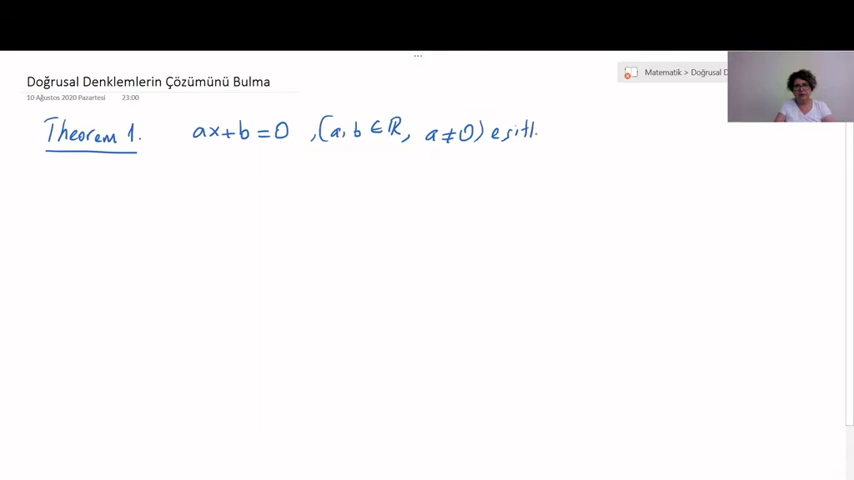 Doğrusal Denklemlerin Çözümünü Bulma
Matematik > Doğrusal D
10 Ağustos 2020 Pazartesi 23:00
Theorem 1. ax+b=0 ,(a, b ∈ ℝ, a≠0) eşitl.